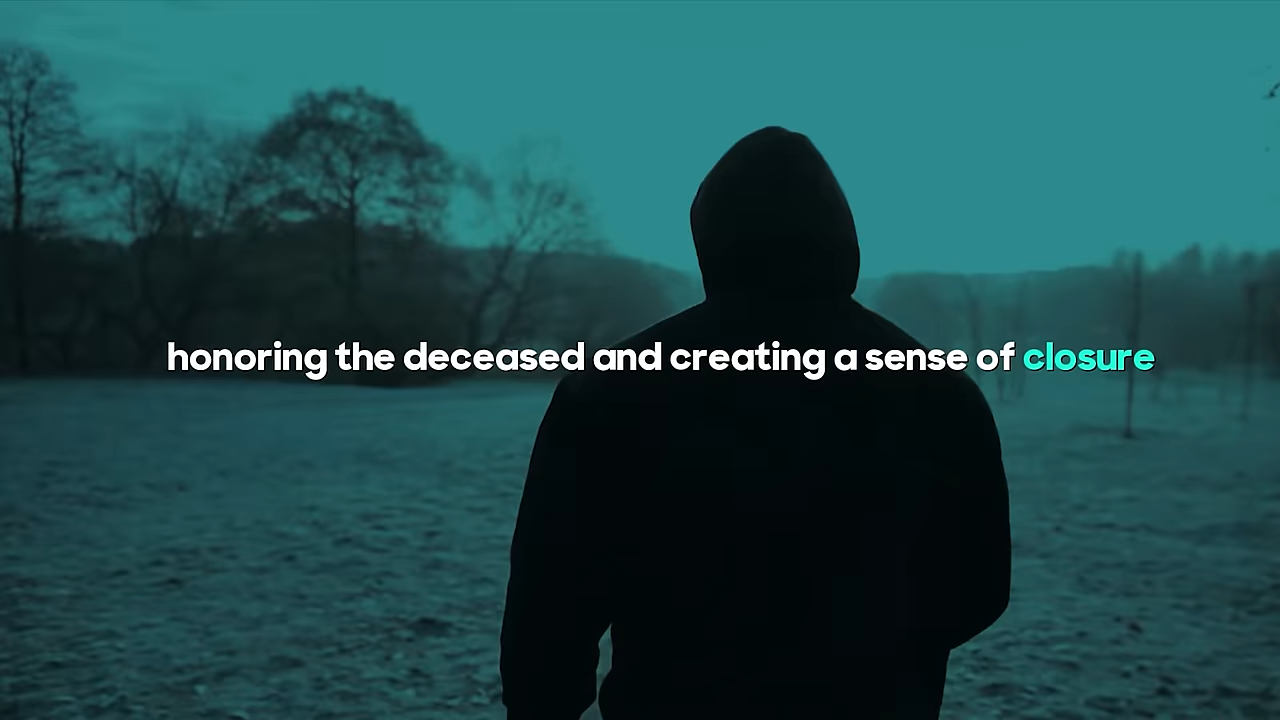 honoring the deceased and creating a sense of closure